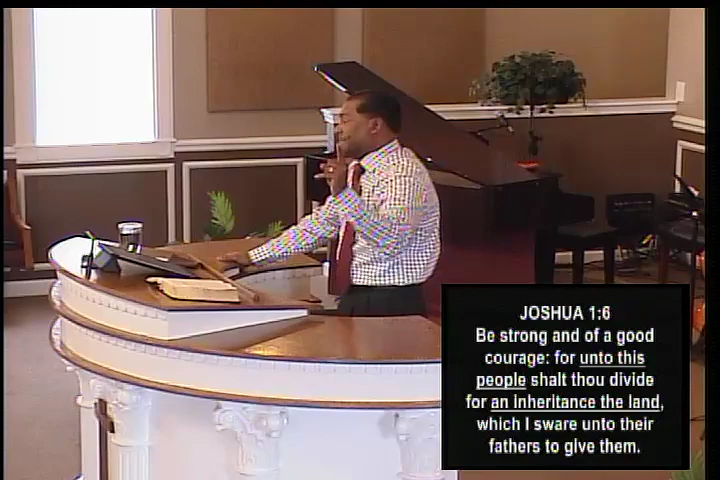 JOSHUA 1:6
Be strong and of a good
courage: for unto this
people shalt thou divide
for an inheritance the land,
which I sware unto their
fathers to give them.